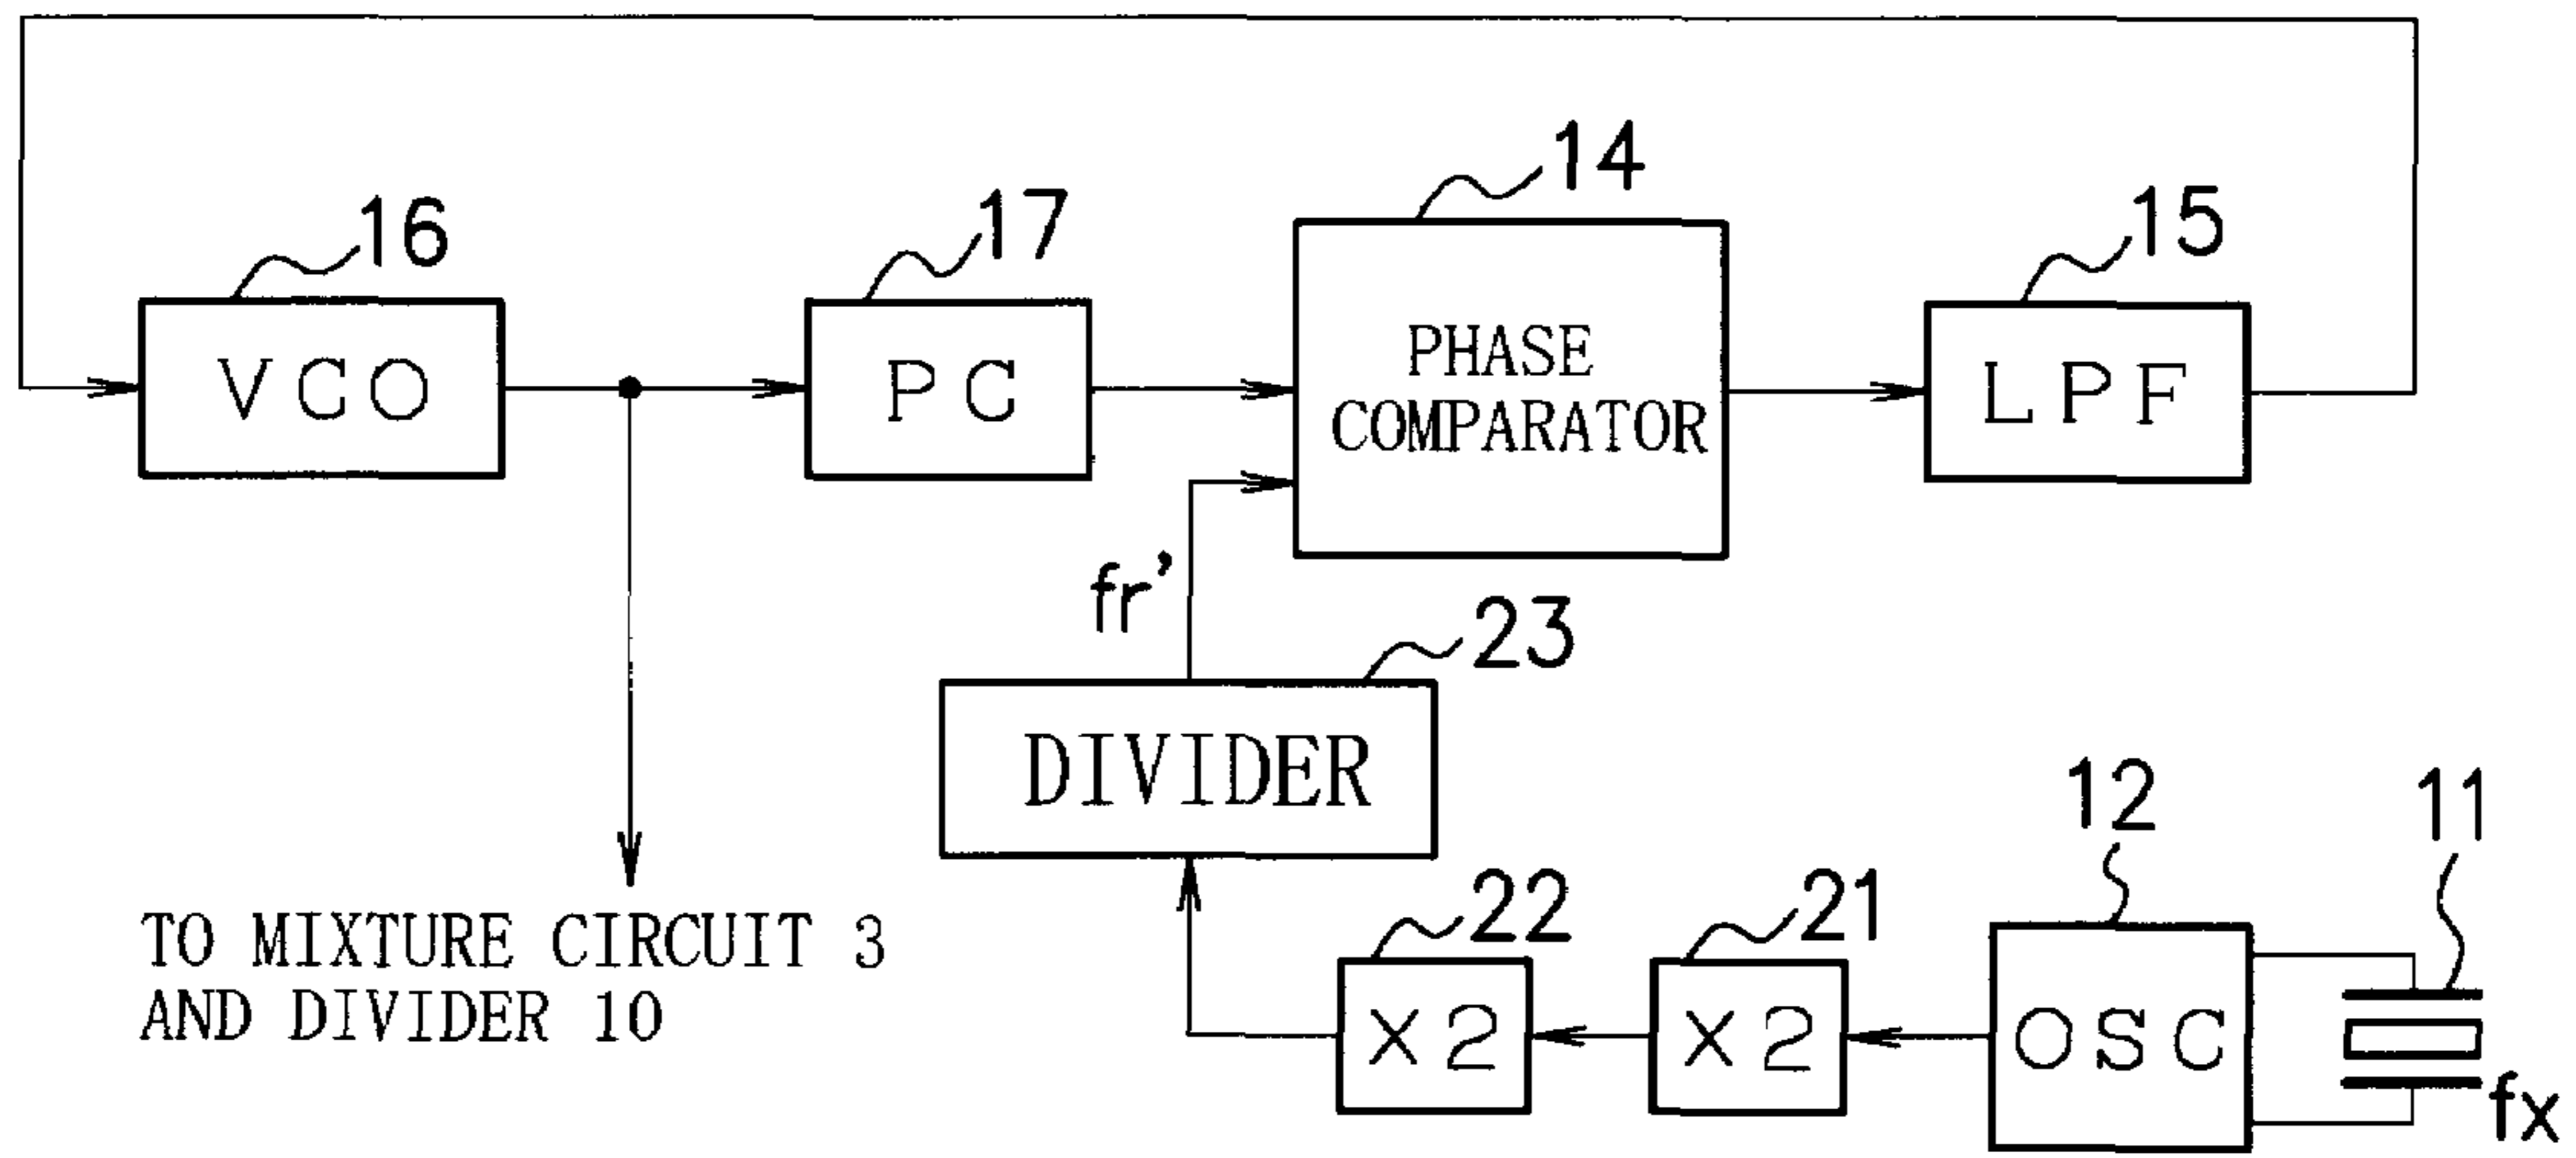 14
16
17
15
VCO
PC
PHASE
COMPARATOR
LPF
fr'
23
DIVIDER
12
11
22
21
TO MIXTURE CIRCUIT 3
AND DIVIDER 10
X2
X2
OSC
fx